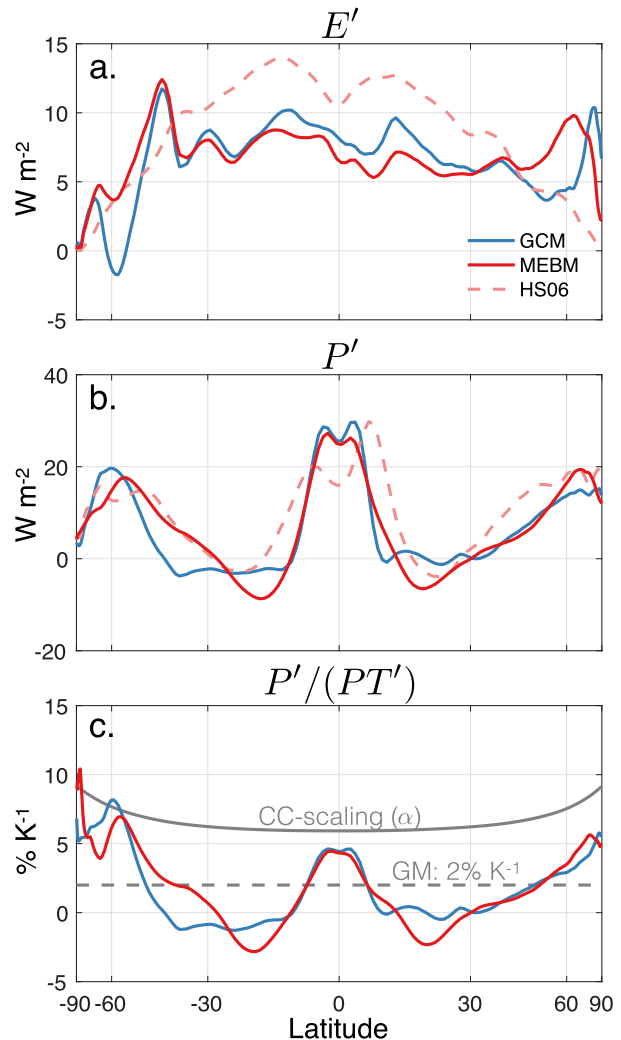 E′
a.
15
10
5
0
-5
W m⁻²
GCM
MEBM
HS06
P′
b.
40
20
0
-20
W m⁻²
P′/(PT′)
c.
15
10
5
0
-5
% K⁻¹
CC-scaling (α)
GM: 2% K⁻¹
-90 -60 -30 0 30 60 90
Latitude